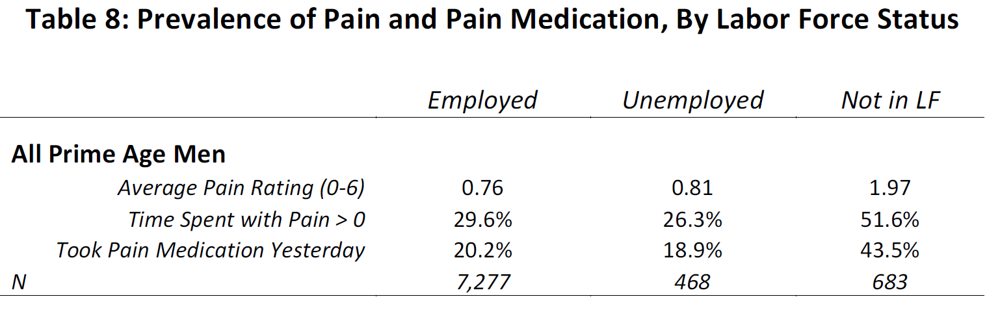 Table 8: Prevalence of Pain and Pain Medication, By Labor Force Status
Employed Unemployed Not in LF
All Prime Age Men
Average Pain Rating (0-6) 0.76 0.81 1.97
Time Spent with Pain > 0 29.6% 26.3% 51.6%
Took Pain Medication Yesterday 20.2% 18.9% 43.5%
N 7,277 468 683